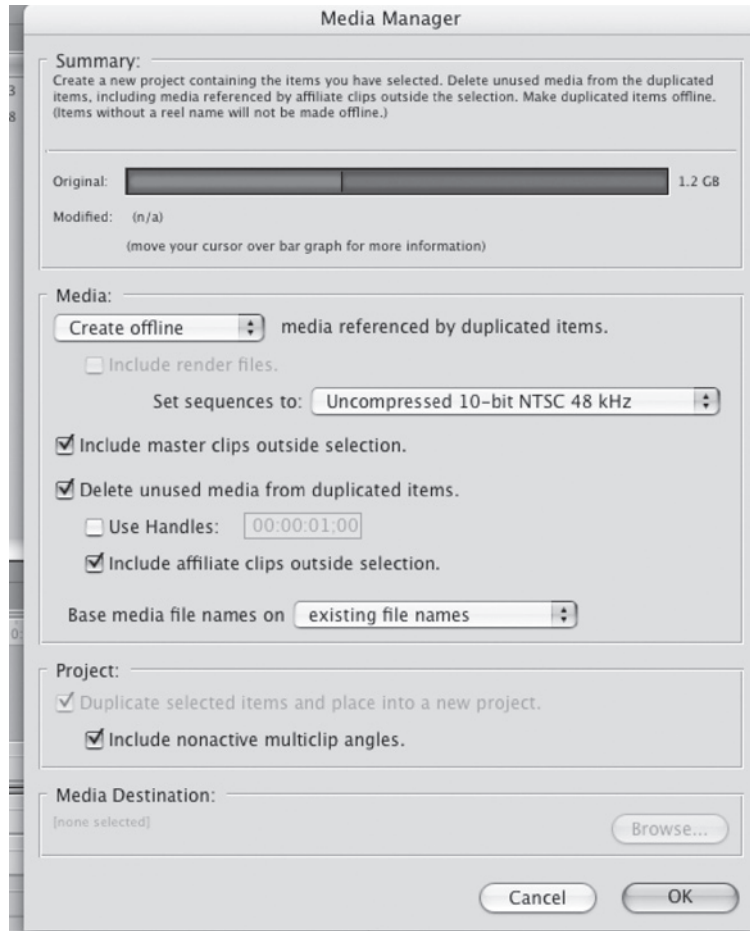 Media Manager
Summary:
Create a new project containing the items you have selected. Delete unused media from the duplicated
items, including media referenced by affiliate clips outside the selection. Make duplicated items offline.
(Items without a reel name will not be made offline.)
3
8
Original:
1.2 GB
Modified: (n/a)
(move your cursor over bar graph for more information)
Media:
Create offline media referenced by duplicated items.
Include render files.
Set sequences to: Uncompressed 10-bit NTSC 48 kHz
Include master clips outside selection.
Delete unused media from duplicated items.
Use Handles: 00:00:01;00
Include affiliate clips outside selection.
Base media file names on existing file names
0:
Project:
Duplicate selected items and place into a new project.
Include nonactive multiclip angles.
Media Destination:
[none selected]
Browse...
Cancel OK